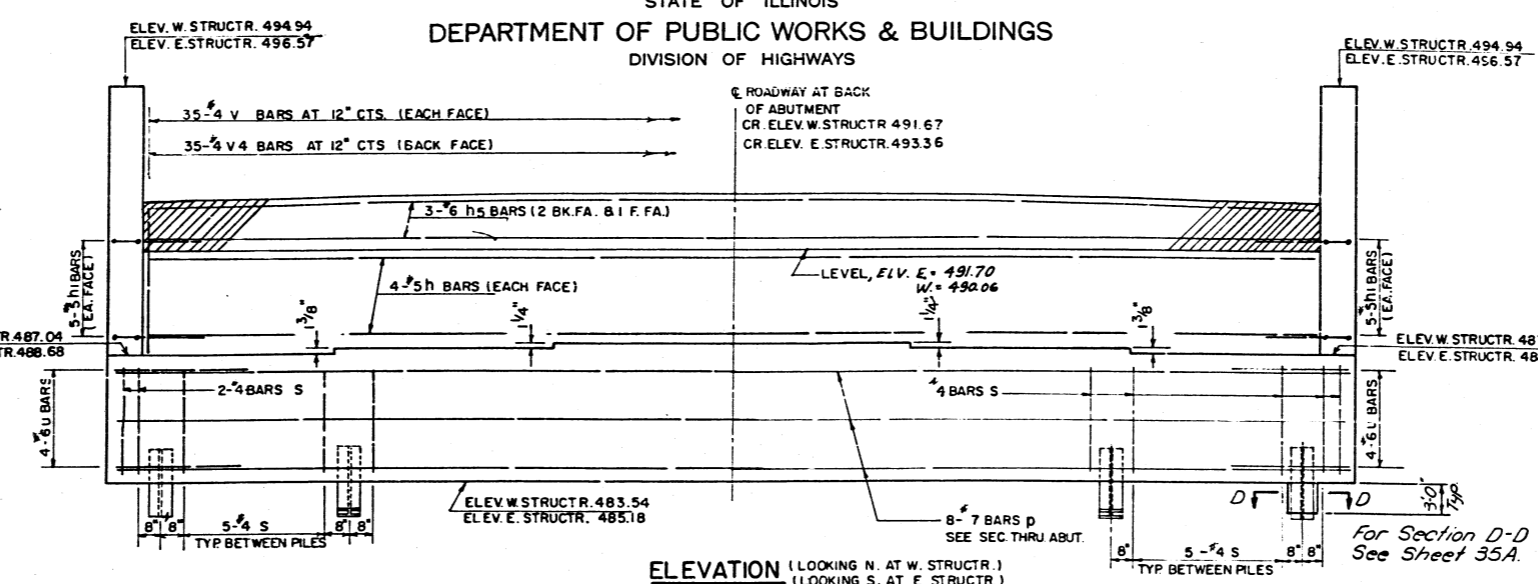 STATE OF ILLINOIS
DEPARTMENT OF PUBLIC WORKS & BUILDINGS
DIVISION OF HIGHWAYS
ELEV. W. STRUCTR. 494.94
ELEV. E. STRUCTR. 496.57
ELEV. W. STRUCTR. 494.94
ELEV. E. STRUCTR. 496.57
35-#4 V BARS AT 12" CTS. (EACH FACE)
35-#4 V4 BARS AT 12" CTS (BACK FACE)
℄ ROADWAY AT BACK
OF ABUTMENT
CR. ELEV. W. STRUCTR 491.67
CR. ELEV. E. STRUCTR. 493.36
3-#6 h5 BARS (2 BK. FA. & 1 F. FA.)
5-#5 h1 BARS
(EA. FACE)
4-#5 h BARS (EACH FACE)
LEVEL, ELV. E. = 491.70
W. = 490.06
5-#5 h1 BARS
(EA. FACE)
1 3/8"
1/4"
1 1/4"
1 3/8"
TR. 487.04
TR. 488.68
ELEV. W. STRUCTR. 48
ELEV. E. STRUCTR. 48
4-#6 U BARS
2-#4 BARS S
#4 BARS S
4-#6 U BARS
ELEV. W. STRUCTR. 483.54
ELEV. E. STRUCTR. 485.18
8-#7 BARS p
SEE SEC. THRU ABUT.
D D
3'-0"
Typ.
8" 8"
5-#4 S
8" 8"
TYP. BETWEEN PILES
8"
5-#4 S
8" 8"
TYP. BETWEEN PILES
For Section D-D
See Sheet 35A.
ELEVATION (LOOKING N. AT W. STRUCTR.)
(LOOKING S. AT E. STRUCTR.)